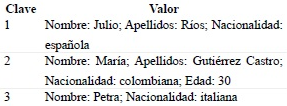 Clave Valor
1 Nombre: Julio; Apellidos: Ríos; Nacionalidad:
española
2 Nombre: María; Apellidos: Gutiérrez Castro;
Nacionalidad: colombiana; Edad: 30
3 Nombre: Petra; Nacionalidad: italiana